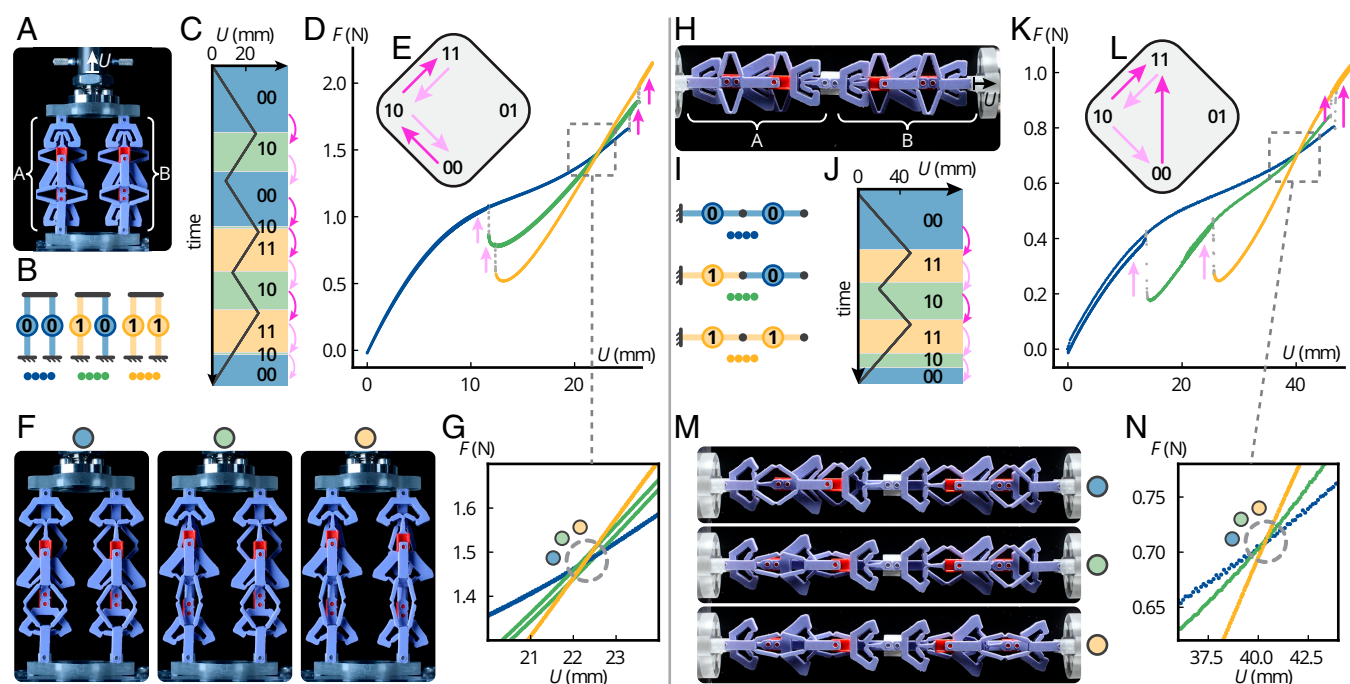 A
U
A
B
B
0 0 1 0 1 1
C
U (mm)
0 20
time
00
10
00
10
11
10
11
10
00
D
F (N)
2.0
1.5
1.0
0.5
0.0
0 20
U (mm)
E
11
10
01
00
F
G
F (N)
1.6
1.5
1.4
21 22 23
U (mm)
H
U
A
B
I
0 0
1 0
1 1
J
0 40
U (mm)
time
00
11
10
11
10
00
K
F (N)
1.0
0.8
0.6
0.4
0.2
0.0
0 20 40
U (mm)
L
11
10
01
00
M
N
F (N)
0.75
0.70
0.65
37.5 40.0 42.5
U (mm)